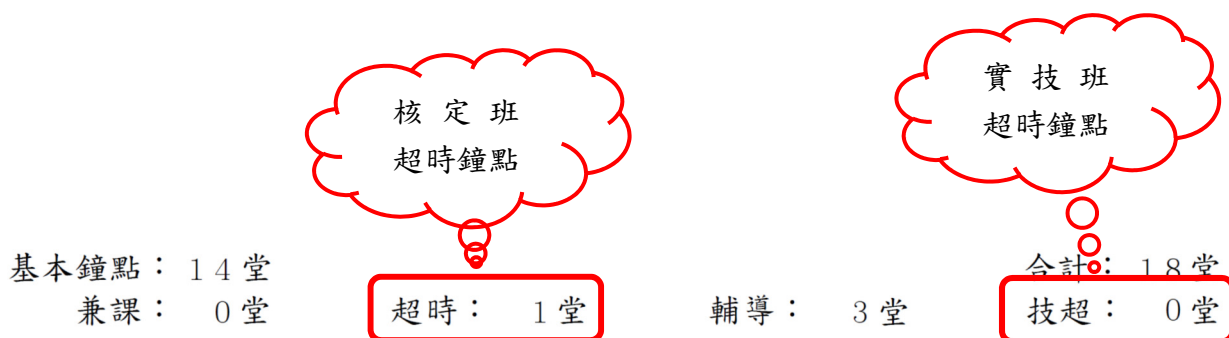 核定班
超時鐘點
實技班
超時鐘點
基本鐘點： 14堂 合計： 18堂
兼課： 0堂 超時： 1堂 輔導： 3堂 技超： 0堂